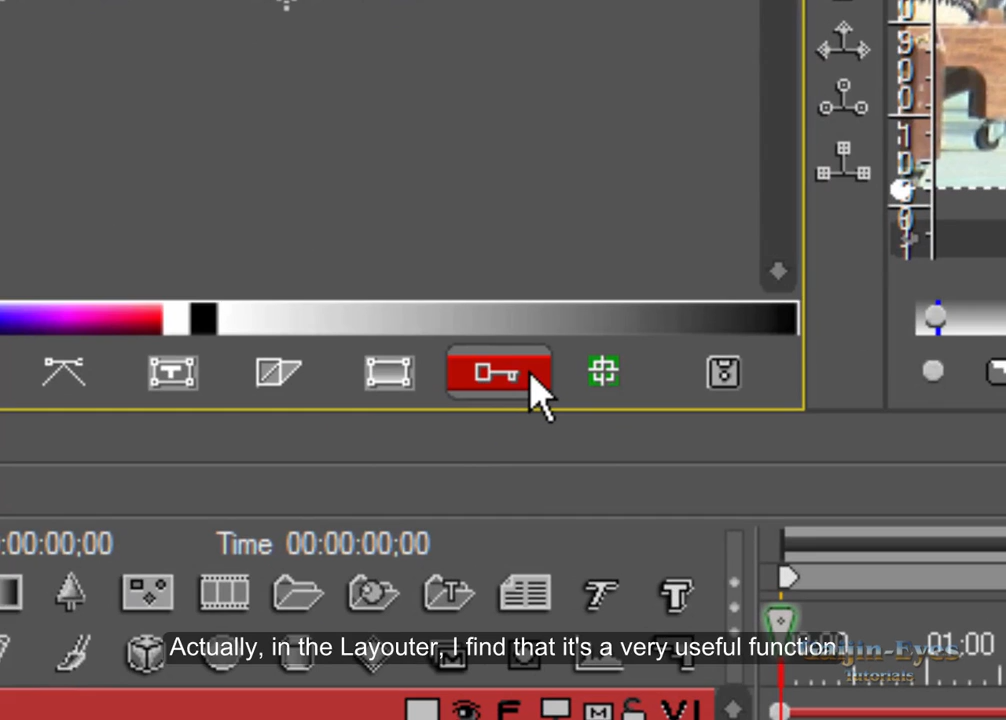 :00:00;00 Time 00:00:00;00
01:00
Actually, in the Layouter, I find that it's a very useful function.
tutorials